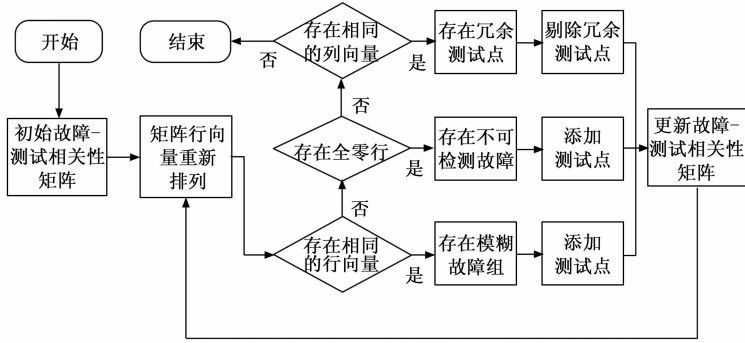 开始
结束
存在相同
的列向量
存在冗余
测试点
剔除冗余
测试点
否
是
初始故障-
测试相关性
矩阵
矩阵行向
量重新
排列
否
存在全零行
是
存在不可
检测故障
添加
测试点
更新故障-
测试相关性
矩阵
否
存在相同
的行向量
是
存在模糊
故障组
添加
测试点